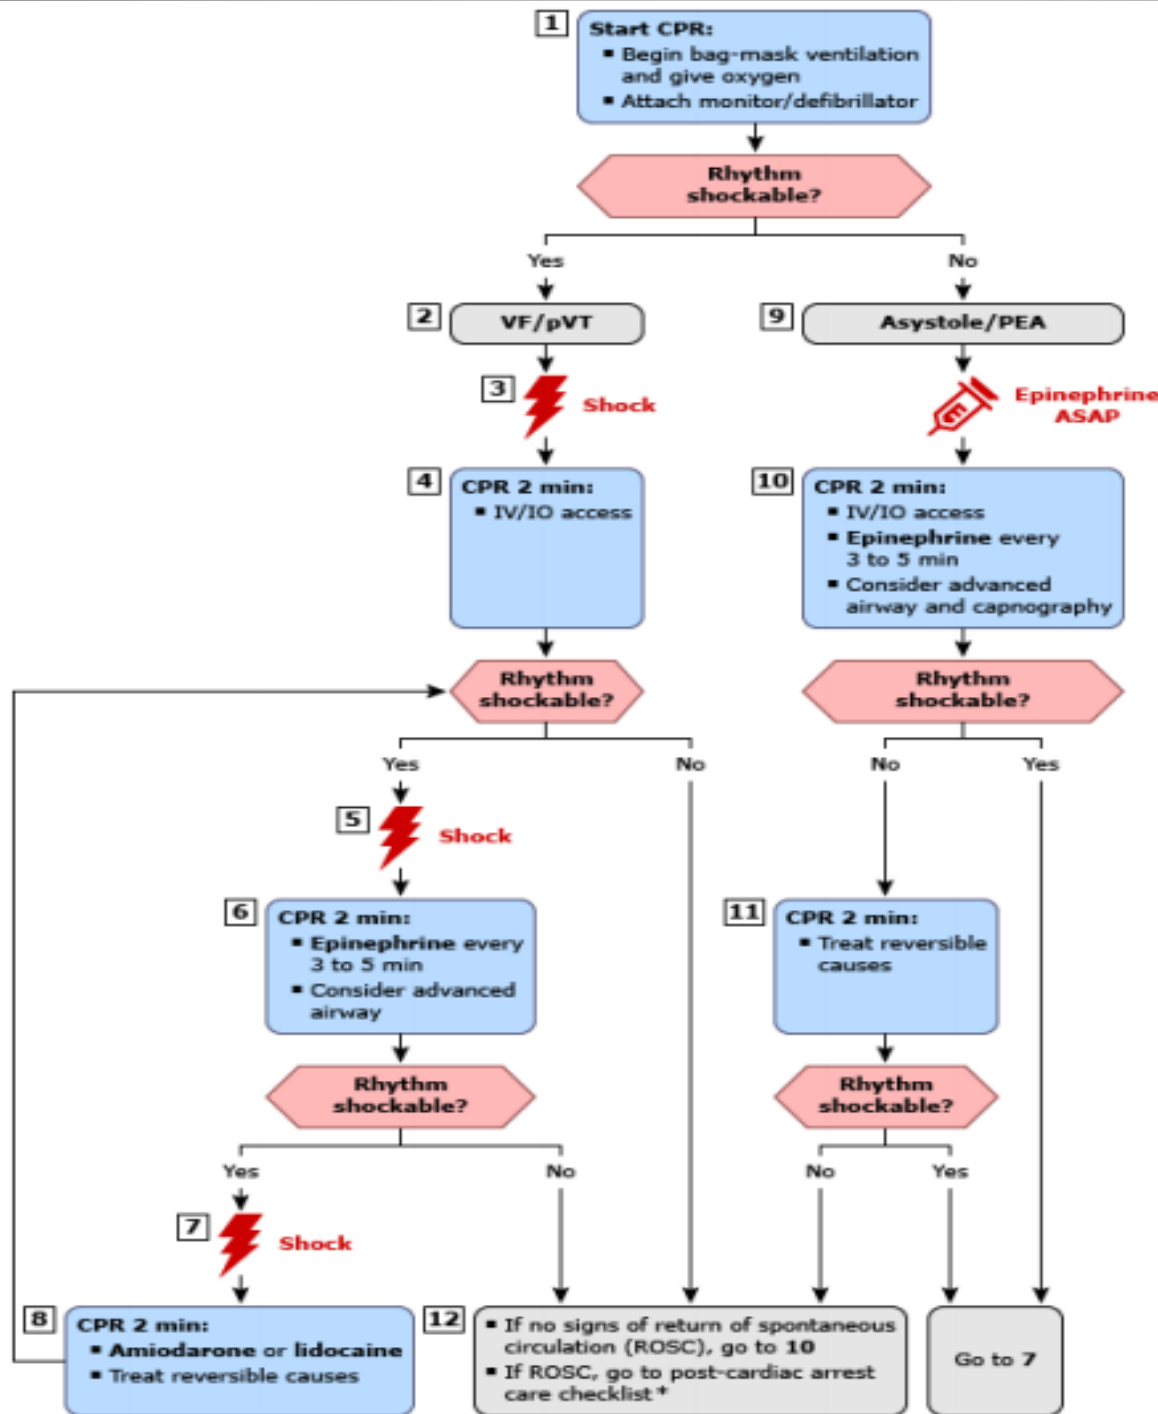 1
Start CPR:
▪ Begin bag-mask ventilation
and give oxygen
▪ Attach monitor/defibrillator
Rhythm
shockable?
Yes
No
2
VF/pVT
9
Asystole/PEA
3
Shock
Epinephrine
ASAP
4
CPR 2 min:
▪ IV/IO access
10
CPR 2 min:
▪ IV/IO access
▪ Epinephrine every
3 to 5 min
▪ Consider advanced
airway and capnography
Rhythm
shockable?
Rhythm
shockable?
Yes
No
No
Yes
5
Shock
6
CPR 2 min:
▪ Epinephrine every
3 to 5 min
▪ Consider advanced
airway
11
CPR 2 min:
▪ Treat reversible
causes
Rhythm
shockable?
Rhythm
shockable?
Yes
No
No
Yes
7
Shock
8
CPR 2 min:
▪ Amiodarone or lidocaine
▪ Treat reversible causes
12
▪ If no signs of return of spontaneous
circulation (ROSC), go to 10
▪ If ROSC, go to post-cardiac arrest
care checklist*
Go to 7